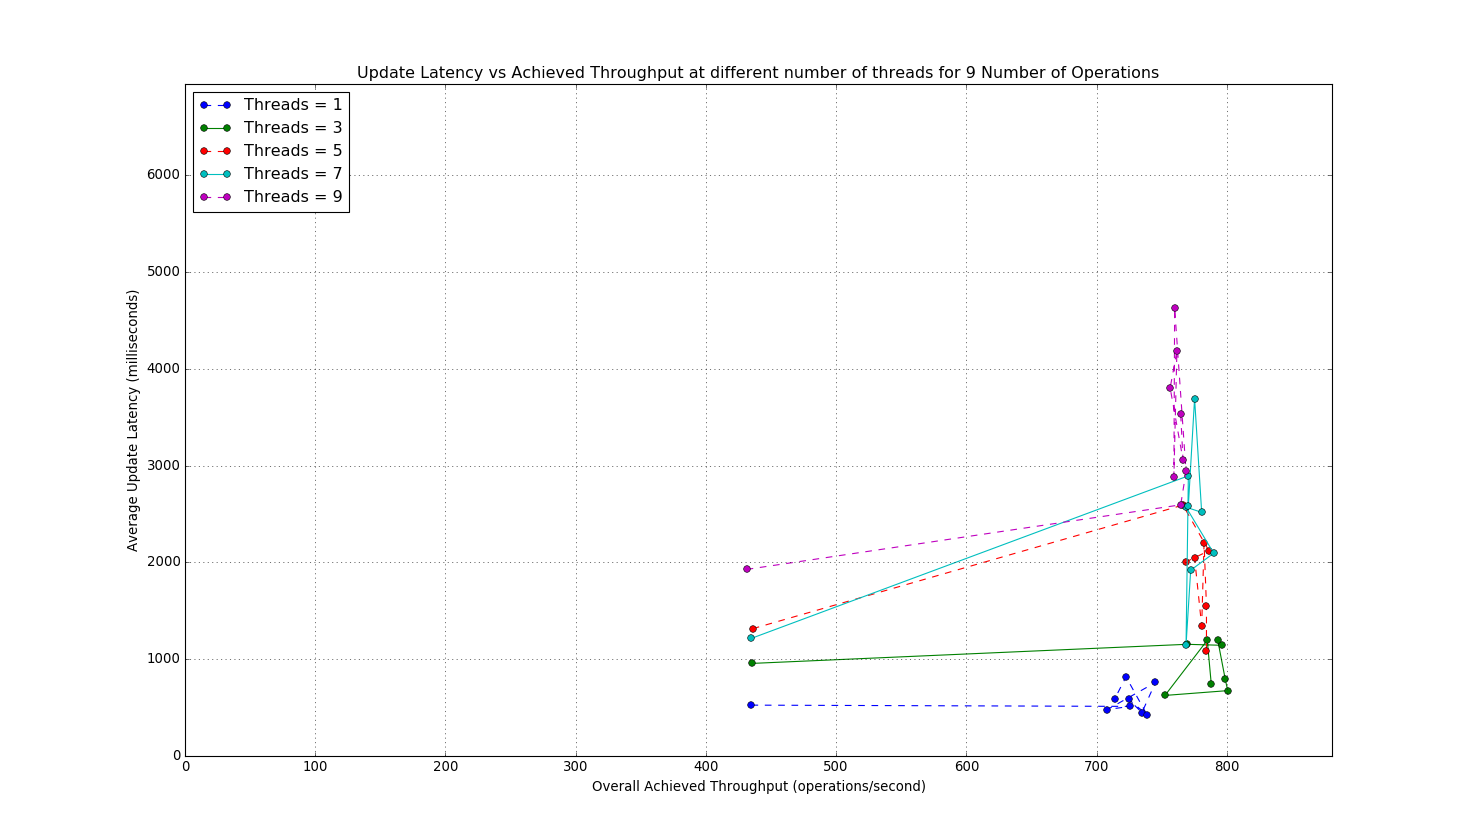 Update Latency vs Achieved Throughput at different number of threads for 9 Number of Operations
Threads = 1
Threads = 3
Threads = 5
Threads = 7
Threads = 9
6000
5000
4000
3000
2000
1000
0
Average Update Latency (milliseconds)
0 100 200 300 400 500 600 700 800
Overall Achieved Throughput (operations/second)